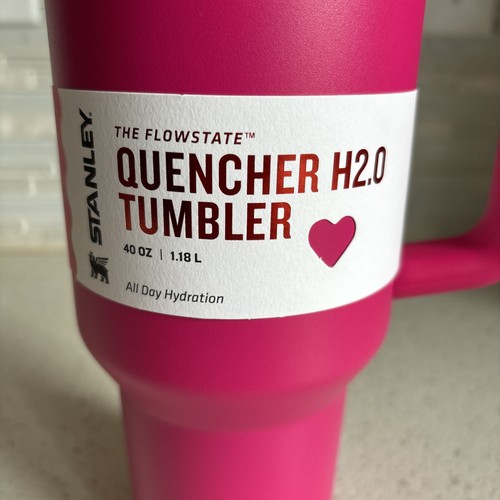 STANLEY.
THE FLOWSTATE™
QUENCHER H2.0
TUMBLER
40 OZ | 1.18 L
All Day Hydration